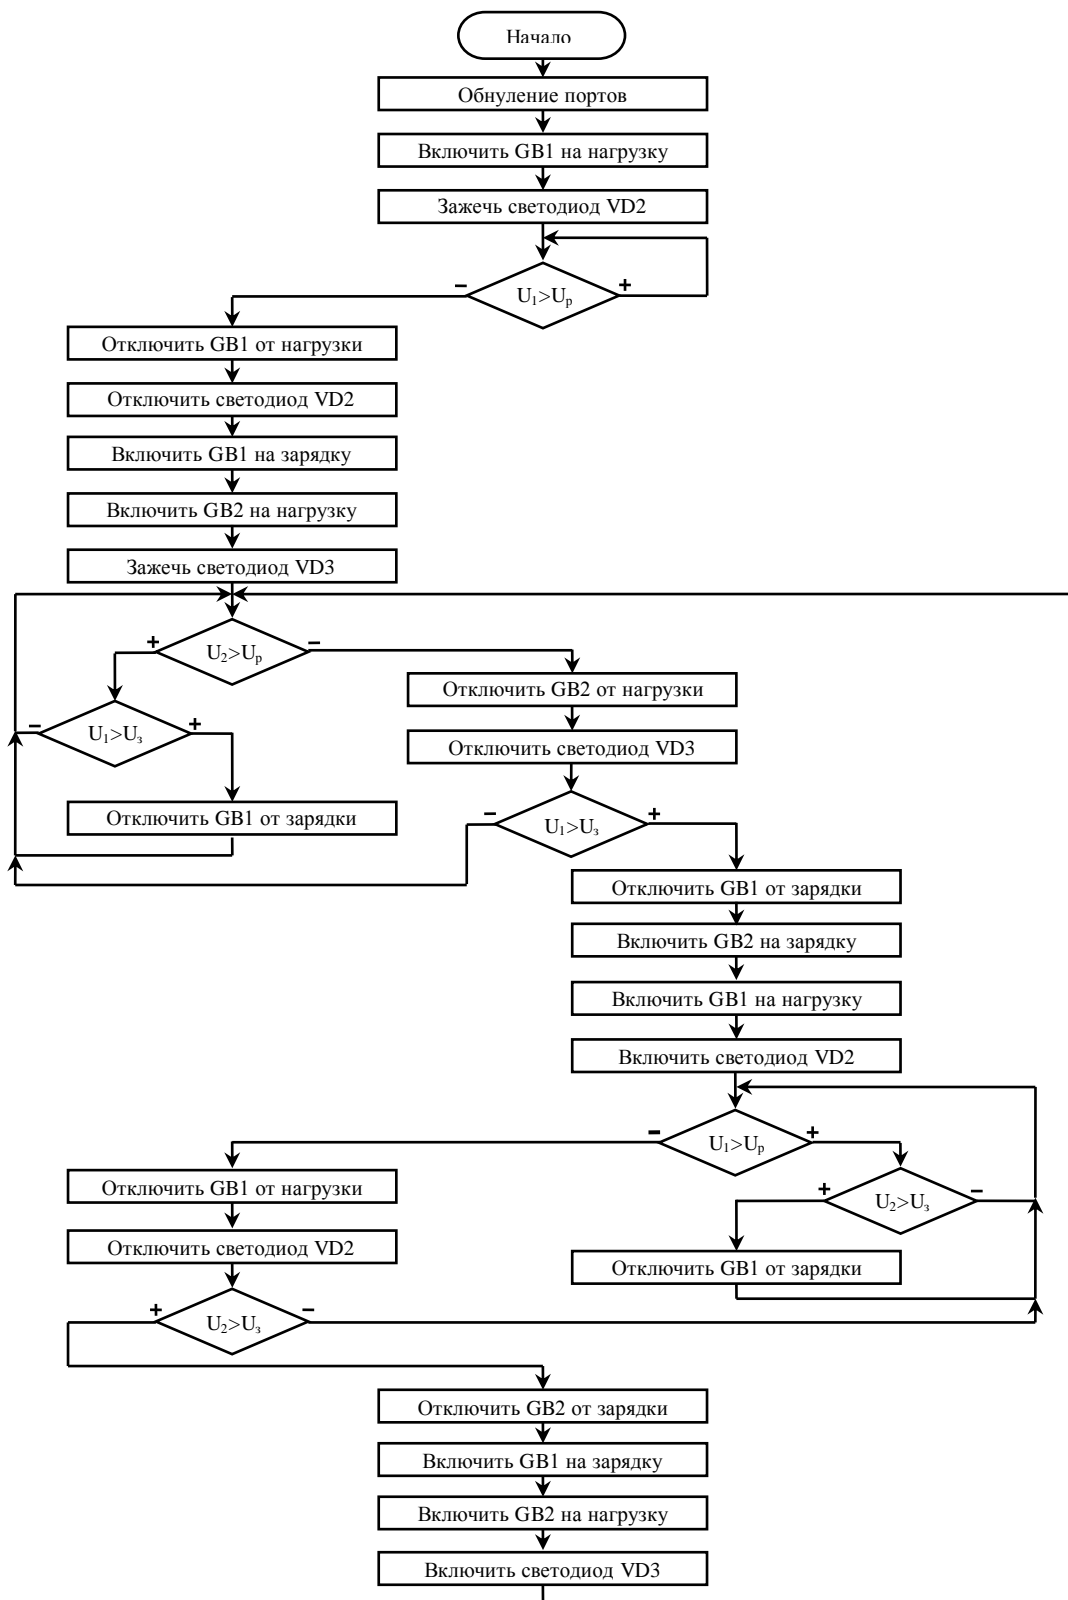 Начало
Обнуление портов
Включить GB1 на нагрузку
Зажечь светодиод VD2
− +
U₁>Uр
Отключить GB1 от нагрузки
Отключить светодиод VD2
Включить GB1 на зарядку
Включить GB2 на нагрузку
Зажечь светодиод VD3
+ −
U₂>Uр
Отключить GB2 от нагрузки
− +
U₁>Uз
Отключить светодиод VD3
Отключить GB1 от зарядки
− +
U₁>Uз
Отключить GB1 от зарядки
Включить GB2 на зарядку
Включить GB1 на нагрузку
Включить светодиод VD2
− +
U₁>Uр
Отключить GB1 от нагрузки
+ −
U₂>Uз
Отключить светодиод VD2
Отключить GB1 от зарядки
+ −
U₂>Uз
Отключить GB2 от зарядки
Включить GB1 на зарядку
Включить GB2 на нагрузку
Включить светодиод VD3